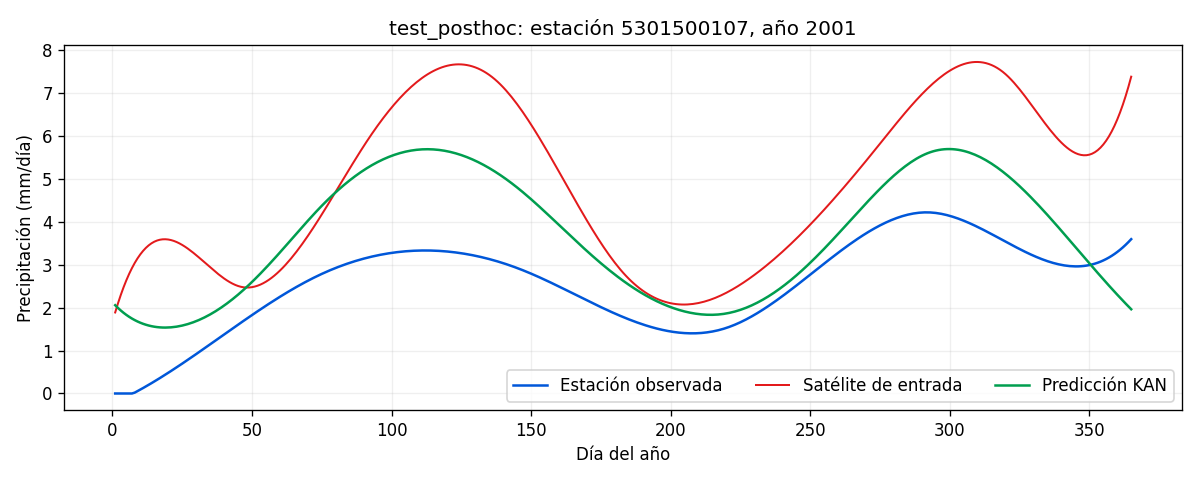 test_posthoc: estación 5301500107, año 2001
Precipitación (mm/día)
8
7
6
5
4
3
2
1
0
Estación observada
Satélite de entrada
Predicción KAN
0 50 100 150 200 250 300 350
Día del año